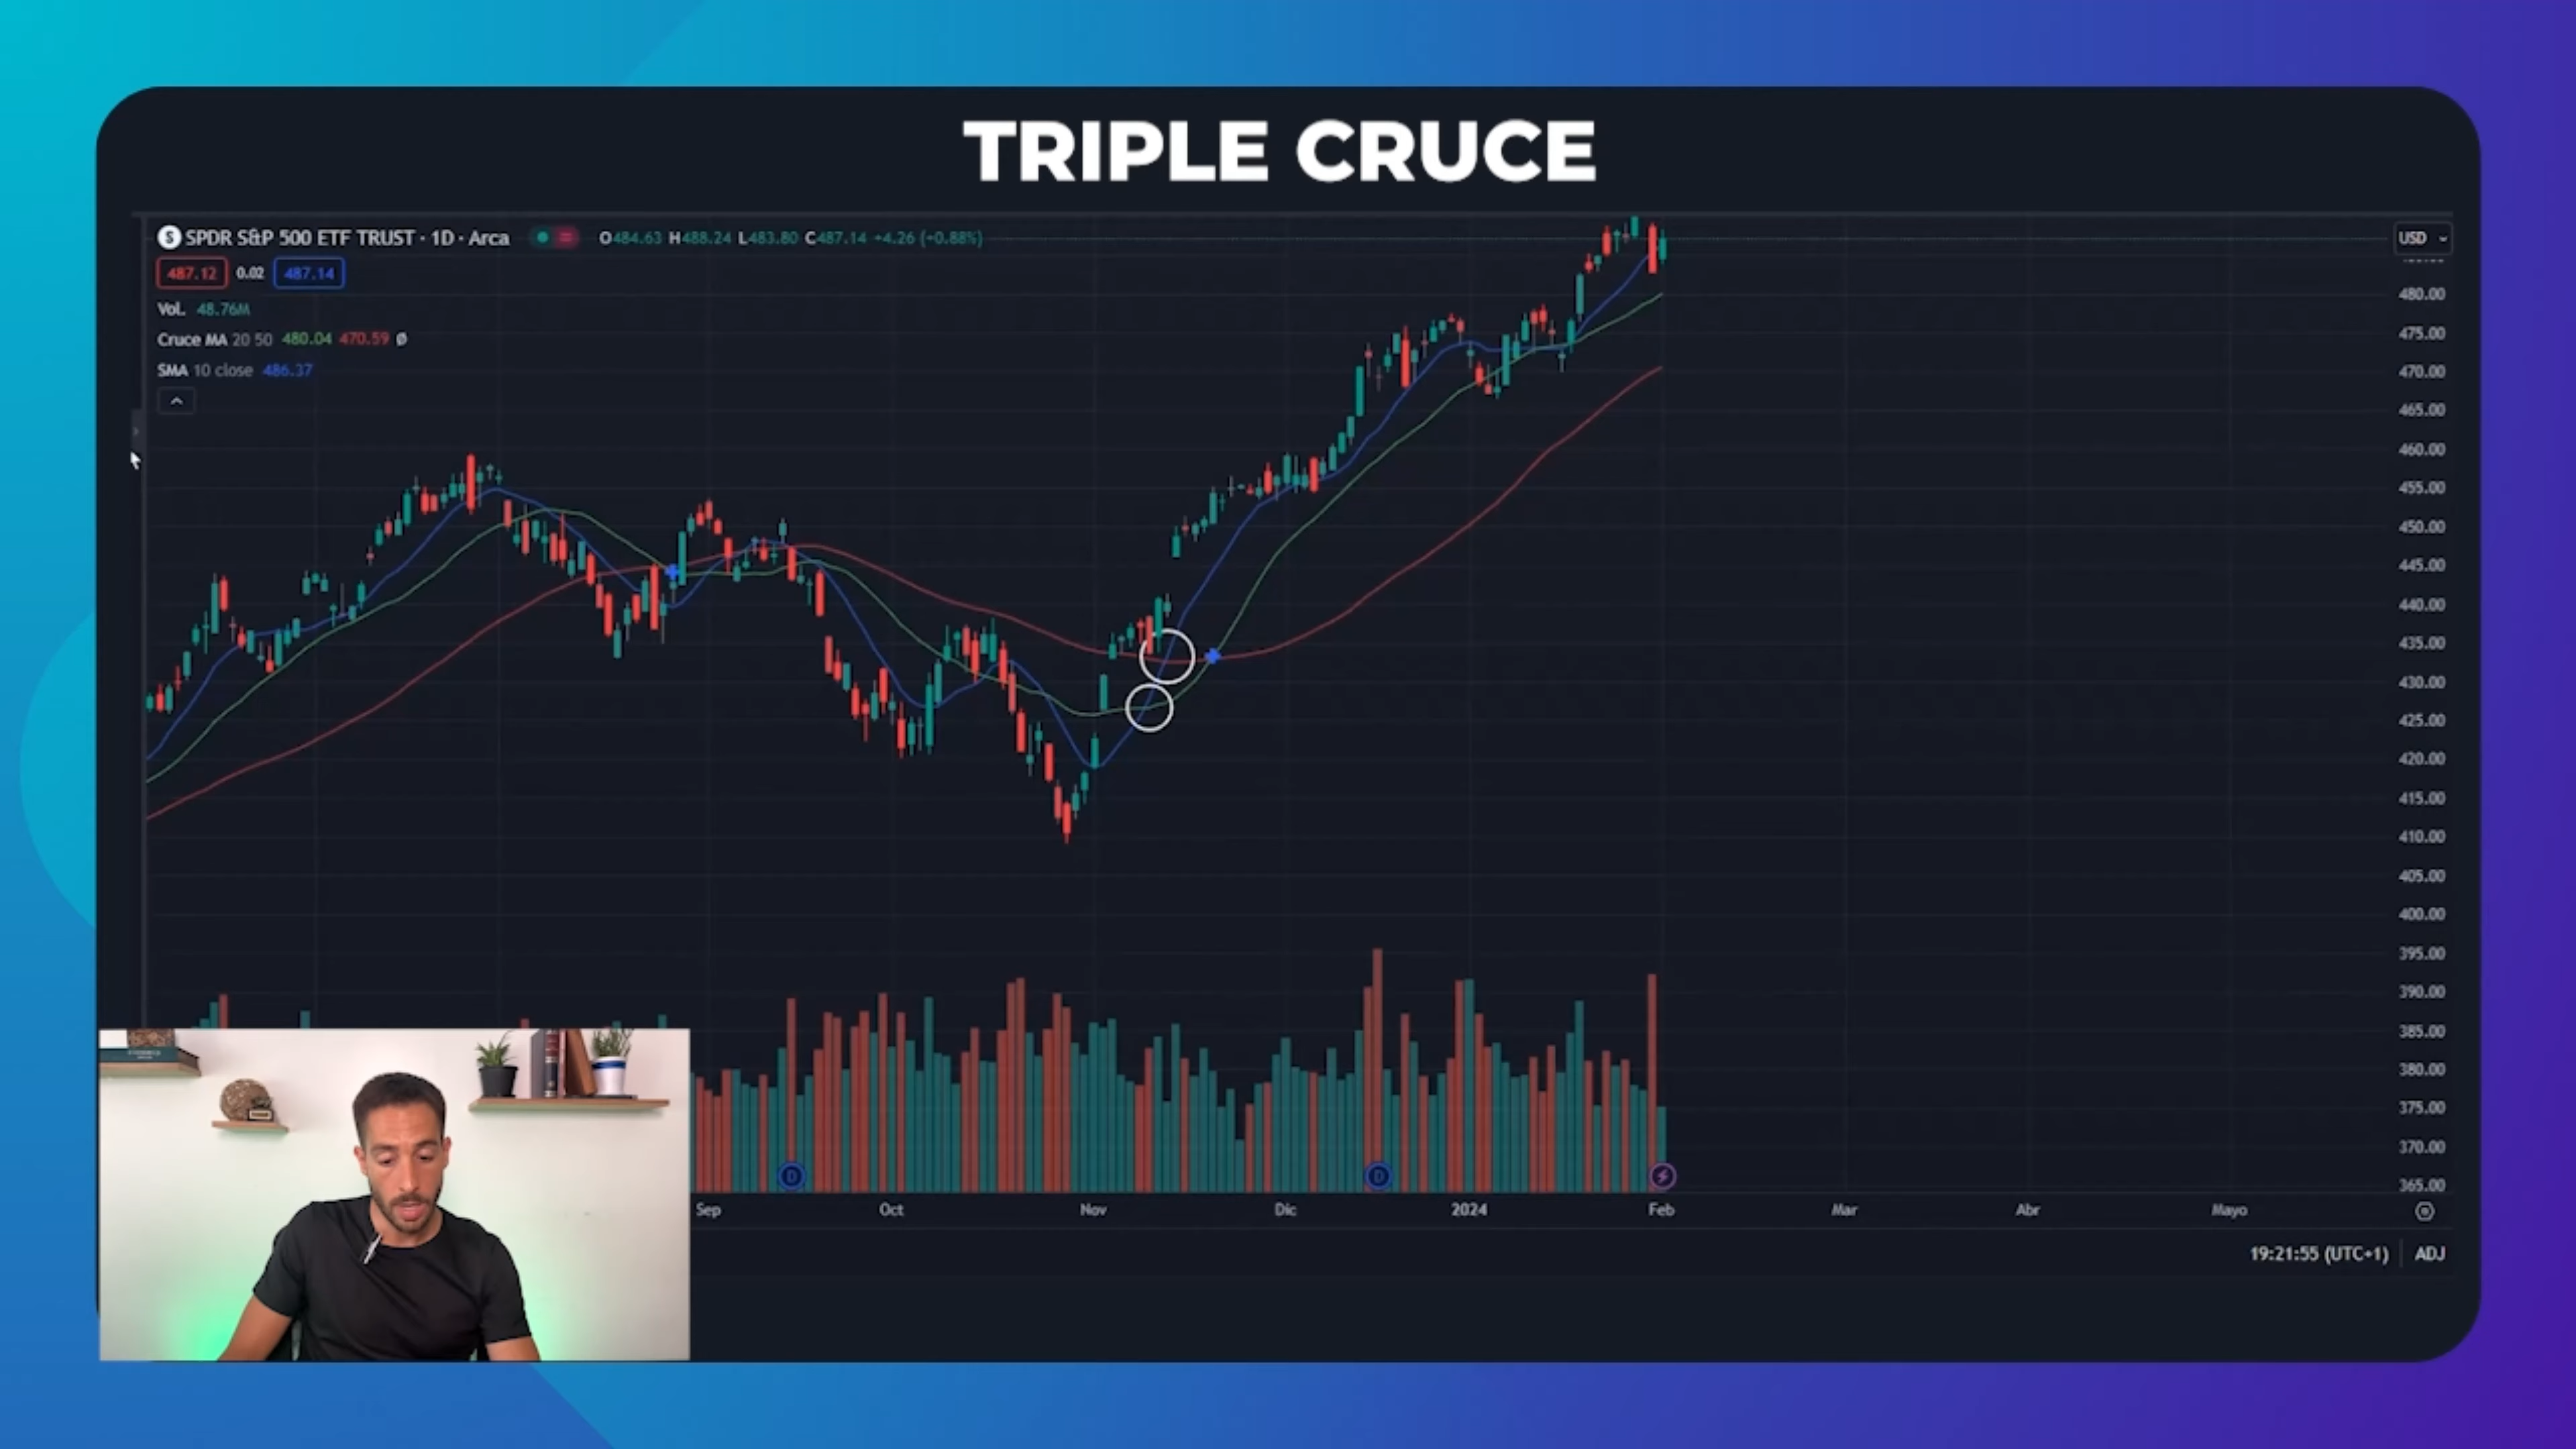 TRIPLE CRUCE
S SPDR S&P 500 ETF TRUST · 1D · Arca O484.63 H488.24 L483.80 C487.14 +4.26 (+0.88%) USD
487.12 0.02 487.14
Vol. 48.76M
Cruce MA 20 50 480.04 470.59 Ø
SMA 10 close 486.37
480.00
475.00
470.00
465.00
460.00
455.00
450.00
445.00
440.00
435.00
430.00
425.00
420.00
415.00
410.00
405.00
400.00
395.00
390.00
385.00
380.00
375.00
370.00
365.00
D D
Sep Oct Nov Dic 2024 Feb Mar Abr Mayo
19:21:55 (UTC+1) ADJ